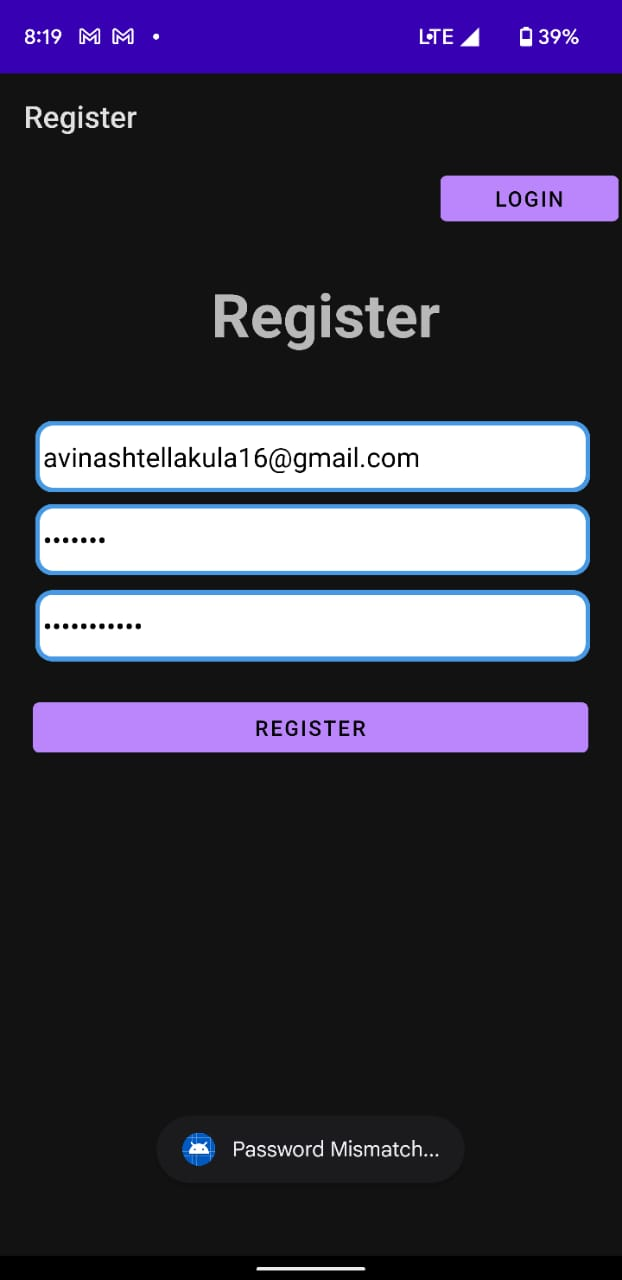 8:19 LTE 39%
Register
LOGIN
Register
avinashtellakula16@gmail.com
•••••••
•••••••••••
REGISTER
Password Mismatch...